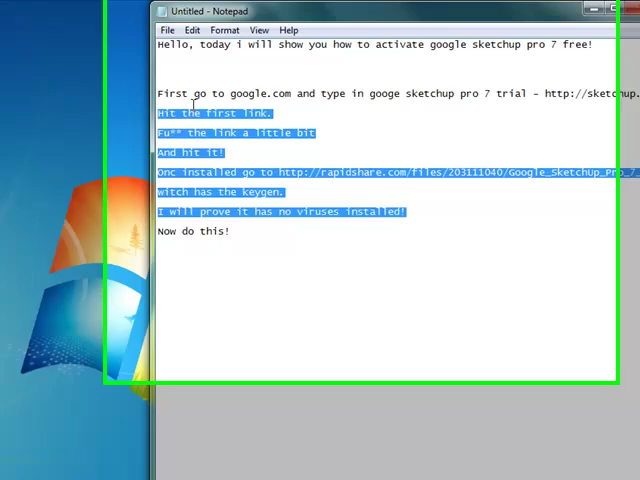 Untitled - Notepad
File Edit Format View Help
Hello, today i will show you how to activate google sketchup pro 7 free!
First go to google.com and type in googe sketchup pro 7 trial - http://sketchup.
Hit the first link.
Fu** the link a little bit
And hit it!
Onc installed go to http://rapidshare.com/files/203111040/Google_SketchUp_Pro_7_
witch has the keygen.
I will prove it has no viruses installed!
Now do this!